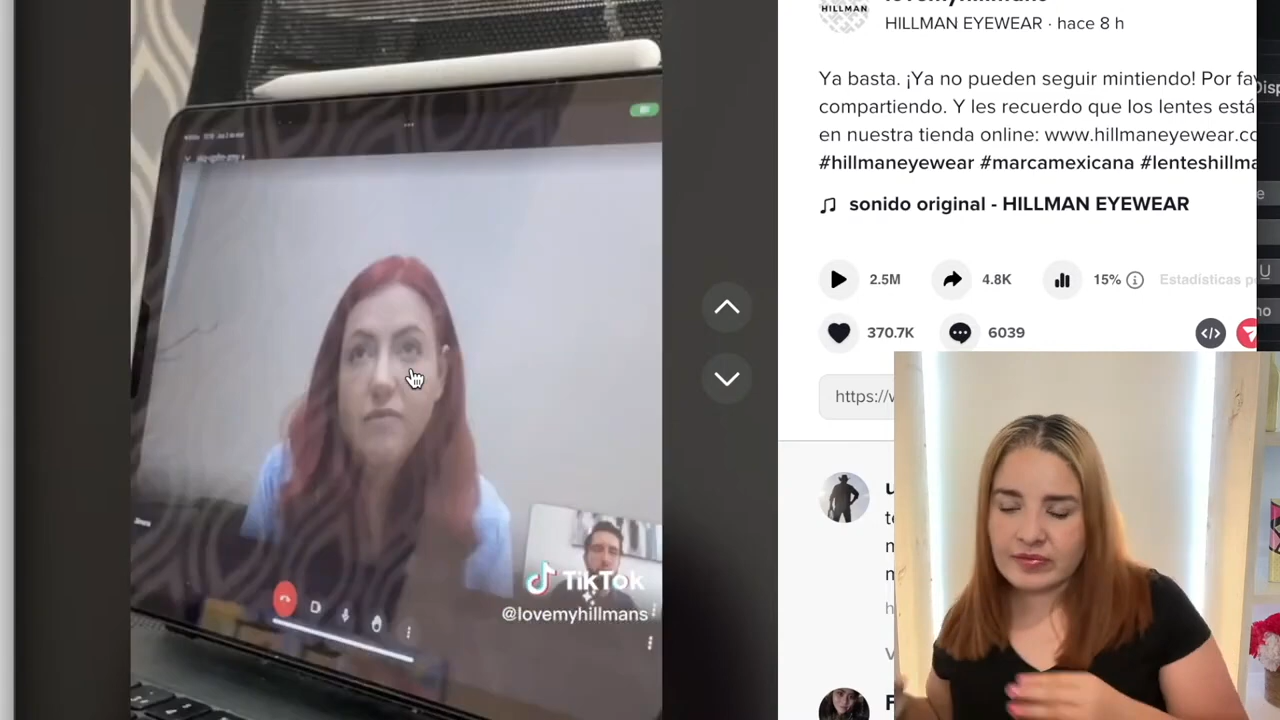 HILLMAN
lovemyhillmans
HILLMAN EYEWEAR · hace 8 h
Ya basta. ¡Ya no pueden seguir mintiendo! Por fav
compartiendo. Y les recuerdo que los lentes está
en nuestra tienda online: www.hillmaneyewear.co
#hillmaneyewear #marcamexicana #lenteshillma
sonido original - HILLMAN EYEWEAR
2.5M
4.8K
15%
Estadísticas p
370.7K
6039
https://w
TikTok
@lovemyhillmans